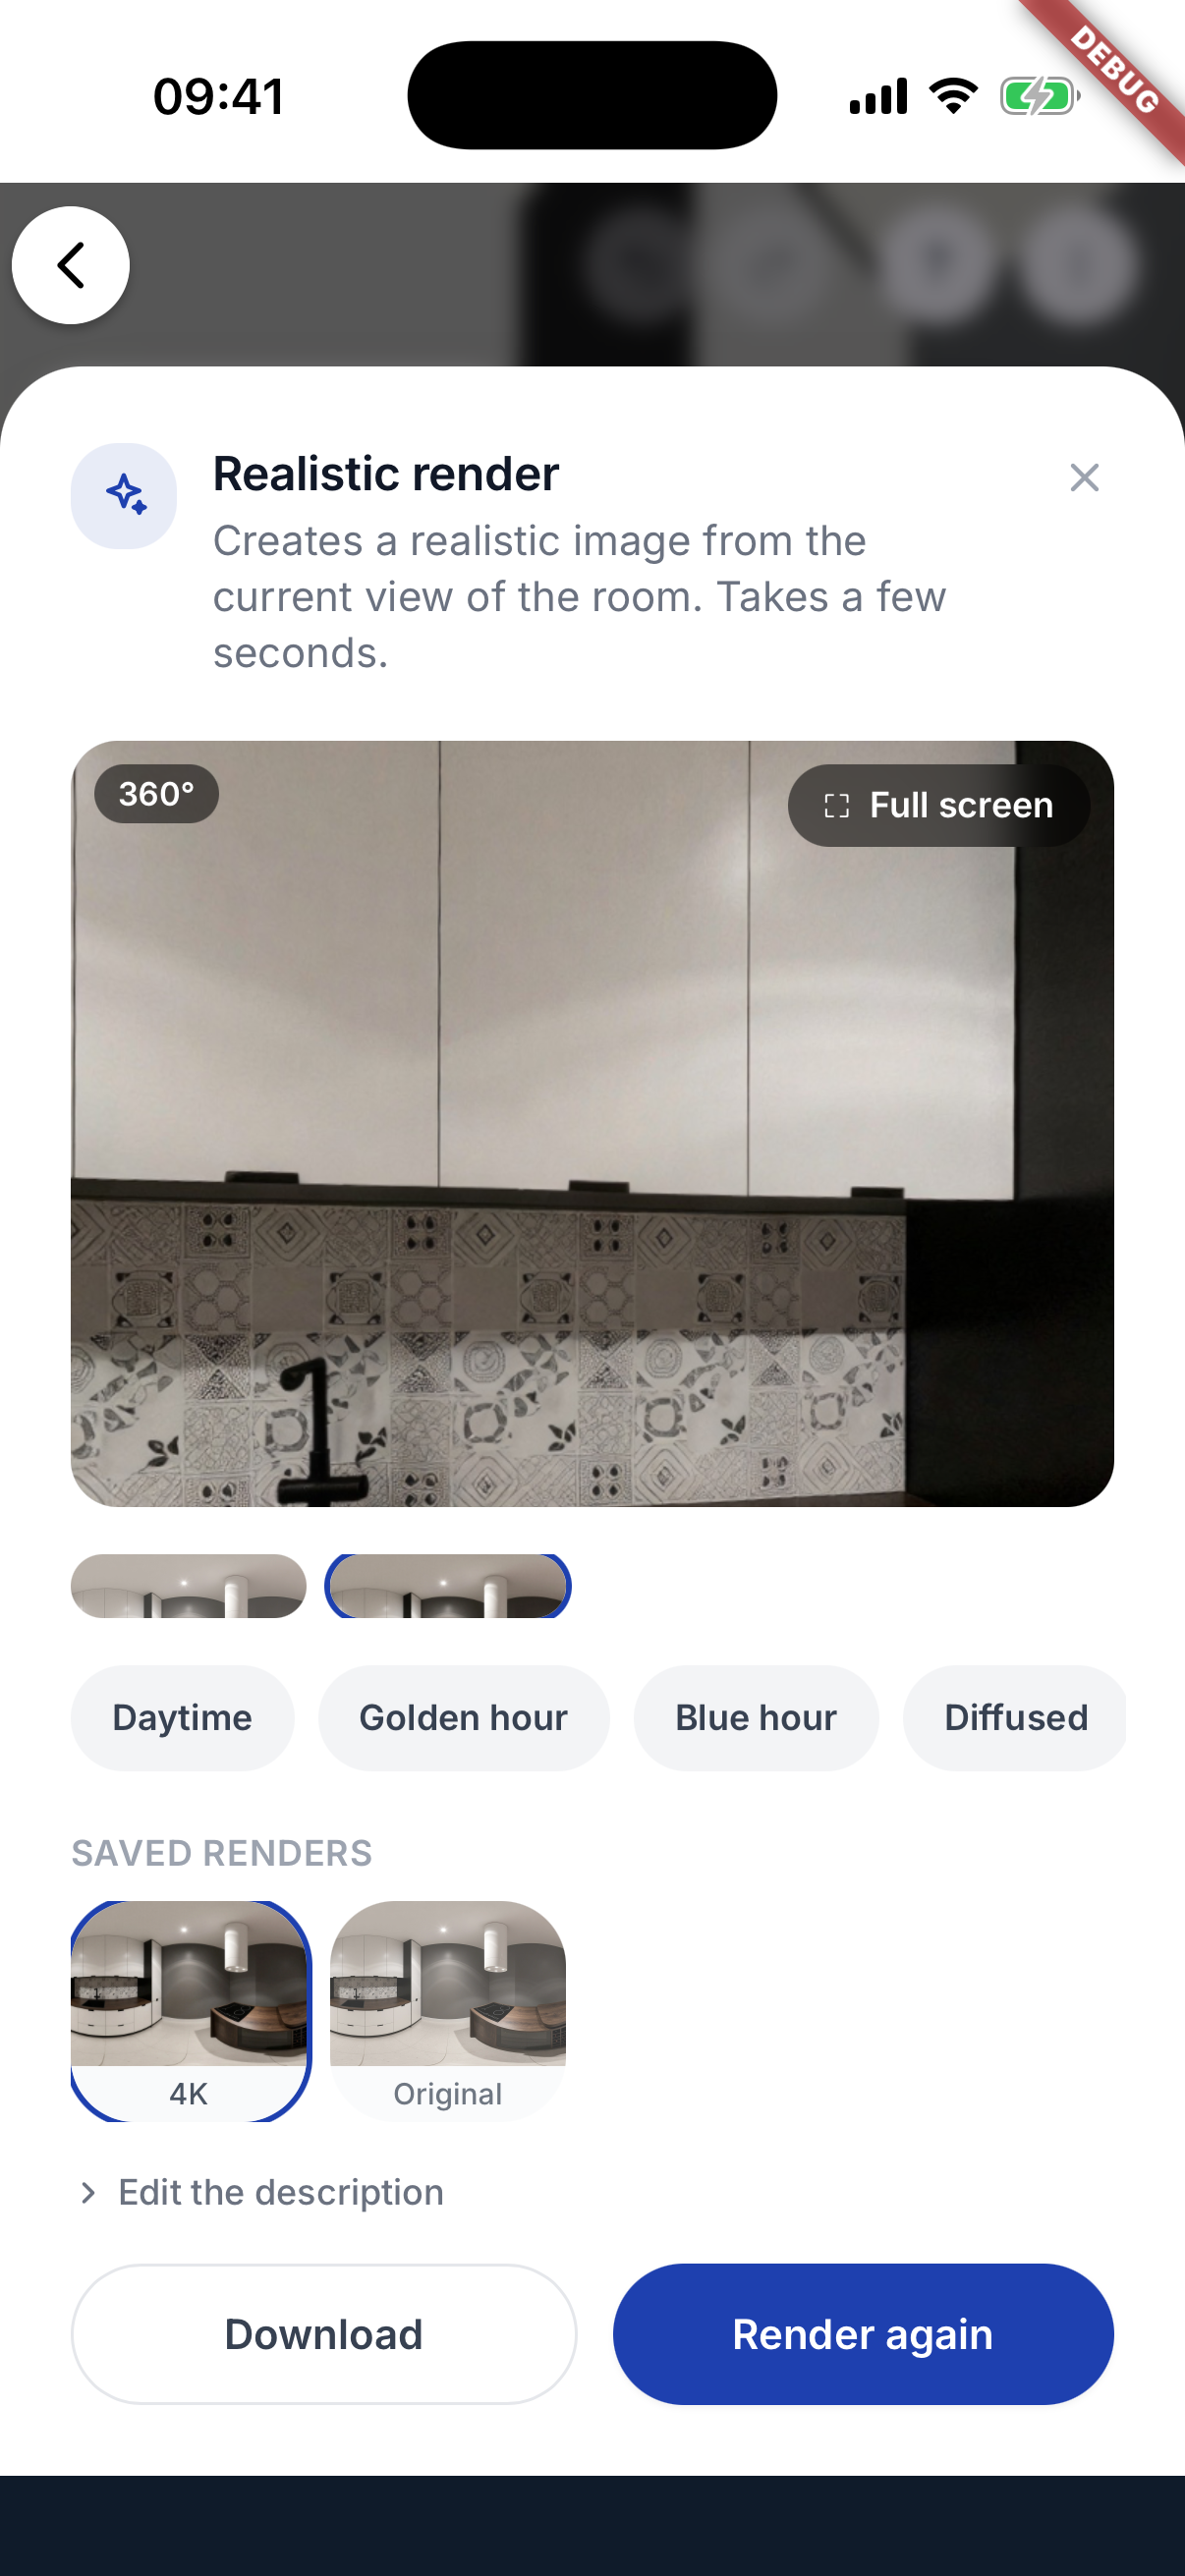 09:41
DEBUG
Realistic render
Creates a realistic image from the
current view of the room. Takes a few
seconds.
360°
Full screen
Daytime
Golden hour
Blue hour
Diffused
SAVED RENDERS
4K
Original
Edit the description
Download
Render again